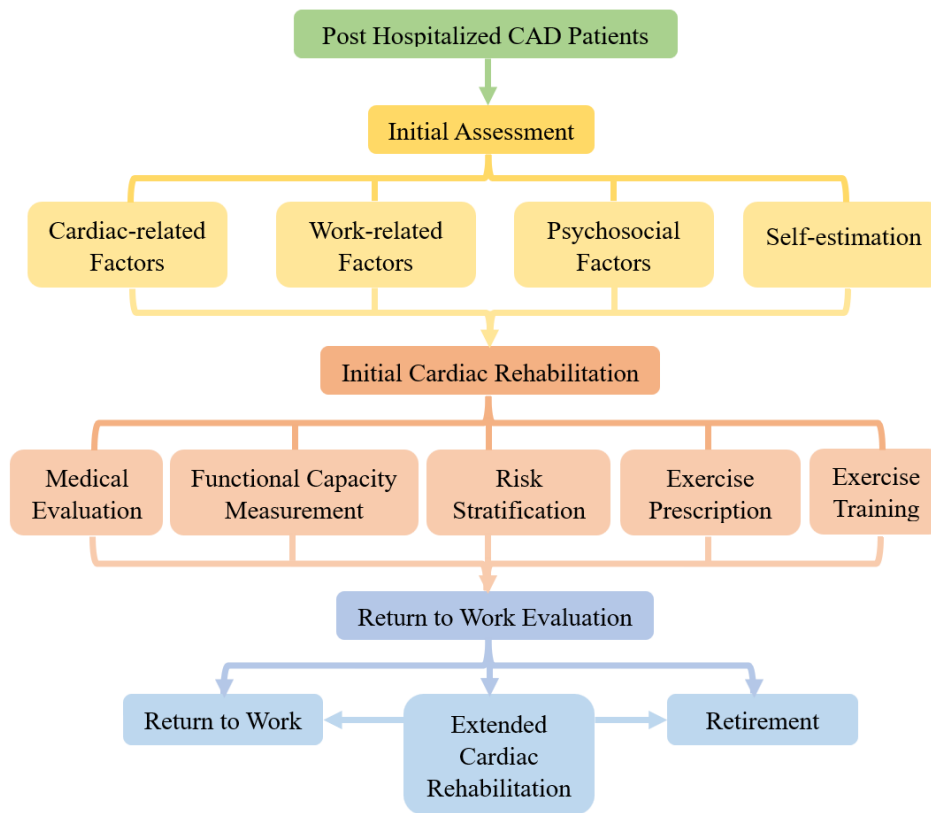 Post Hospitalized CAD Patients
Initial Assessment
Cardiac-related
Factors
Work-related
Factors
Psychosocial
Factors
Self-estimation
Initial Cardiac Rehabilitation
Medical
Evaluation
Functional Capacity
Measurement
Risk
Stratification
Exercise
Prescription
Exercise
Training
Return to Work Evaluation
Return to Work
Extended
Cardiac
Rehabilitation
Retirement